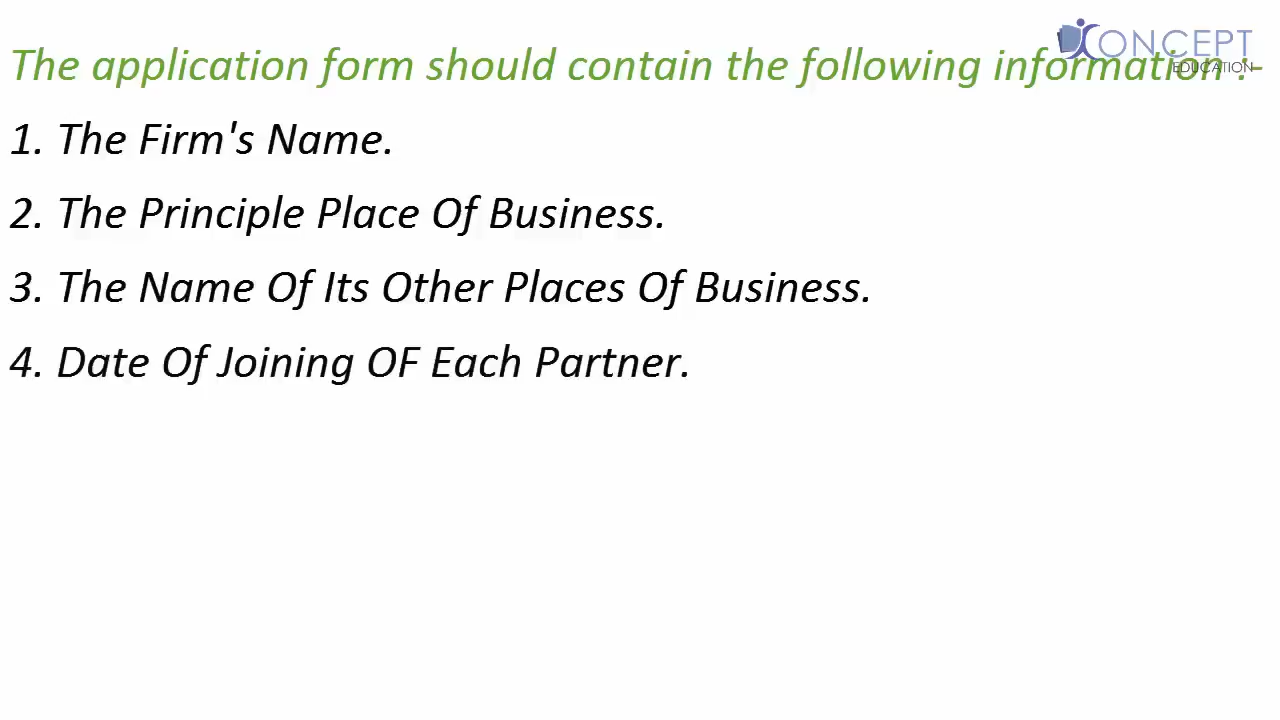 The application form should contain the following information :-
CONCEPT
EDUCATION
1. The Firm's Name.
2. The Principle Place Of Business.
3. The Name Of Its Other Places Of Business.
4. Date Of Joining OF Each Partner.